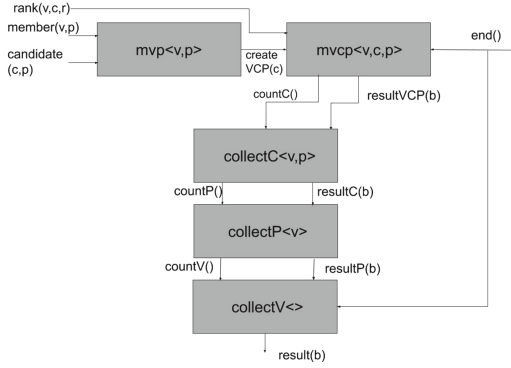 rank(v,c,r)
member(v,p)
candidate
(c,p)
mvp<v,p>
create
VCP(c)
mvcp<v,c,p>
end()
countC()
resultVCP(b)
collectC<v,p>
countP()
resultC(b)
collectP<v>
countV()
resultP(b)
collectV<>
result(b)